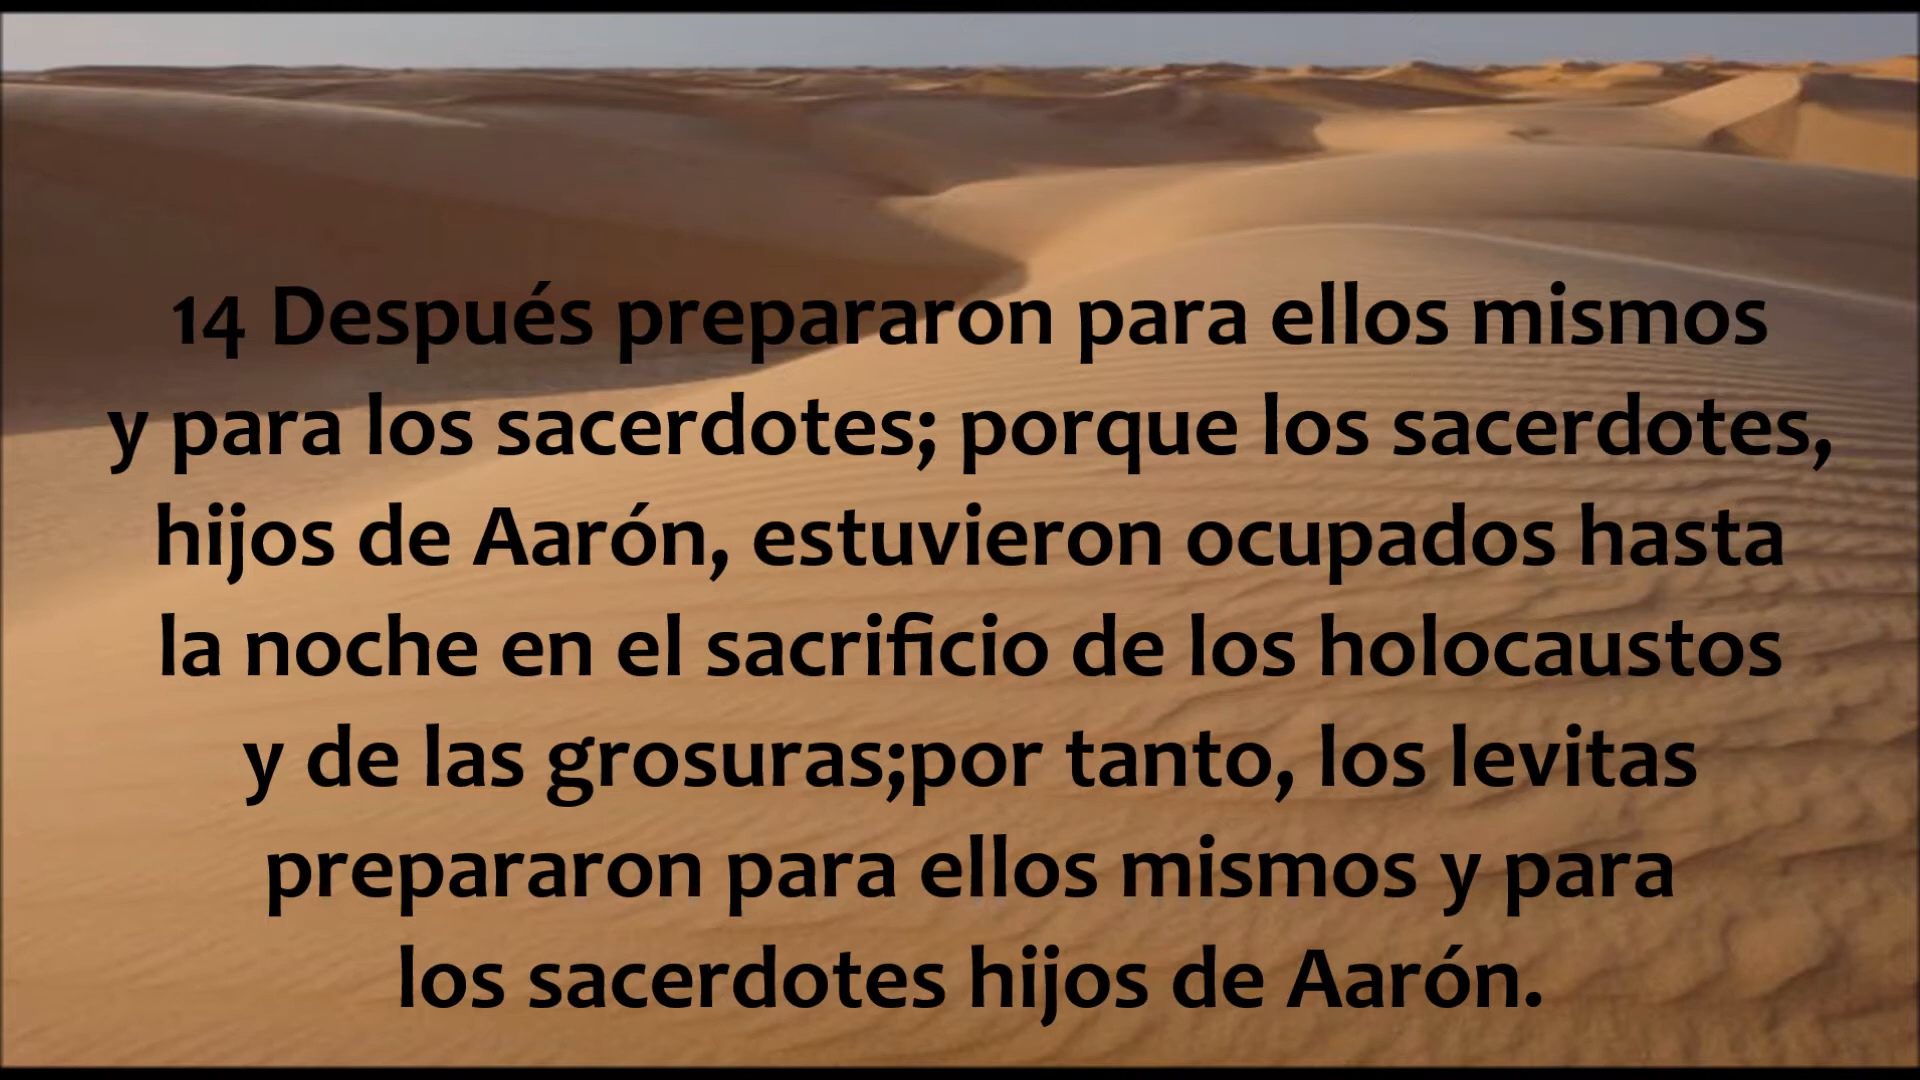 14 Después prepararon para ellos mismos
y para los sacerdotes; porque los sacerdotes,
hijos de Aarón, estuvieron ocupados hasta
la noche en el sacrificio de los holocaustos
y de las grosuras;por tanto, los levitas
prepararon para ellos mismos y para
los sacerdotes hijos de Aarón.